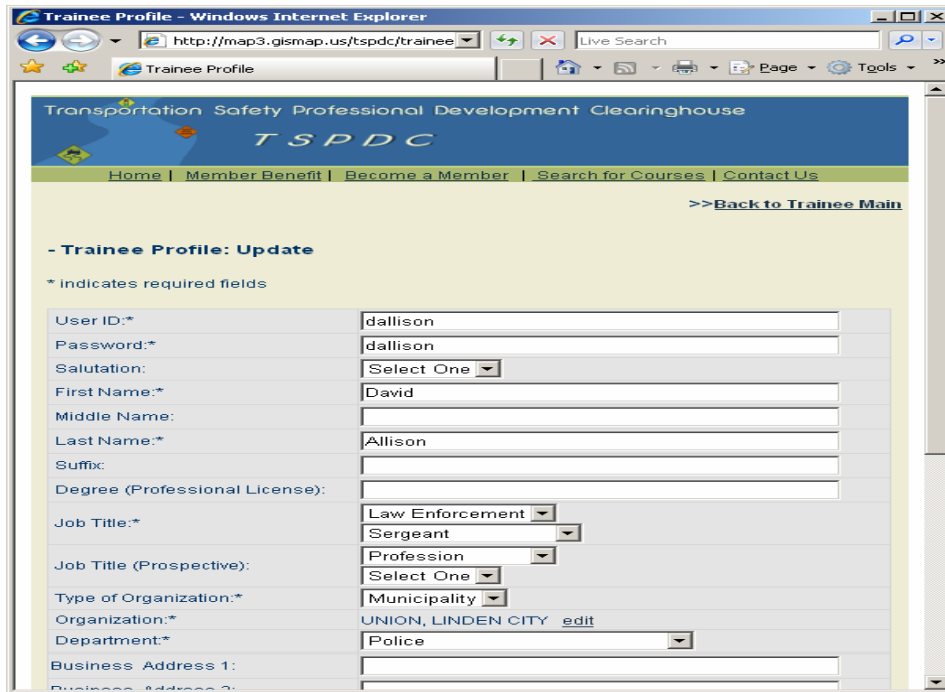 Trainee Profile - Windows Internet Explorer
http://map3.gismap.us/tspdc/trainee
Live Search
Trainee Profile
Page
Tools
Transportation Safety Professional Development Clearinghouse
TSPDC
Home | Member Benefit | Become a Member | Search for Courses | Contact Us
>>Back to Trainee Main
- Trainee Profile: Update
* indicates required fields
User ID:* dallison
Password:* dallison
Salutation: Select One
First Name:* David
Middle Name:
Last Name:* Allison
Suffix:
Degree (Professional License):
Job Title:* Law Enforcement
Sergeant
Job Title (Prospective): Profession
Select One
Type of Organization:* Municipality
Organization:* UNION, LINDEN CITY edit
Department:* Police
Business Address 1:
Business Address 2: